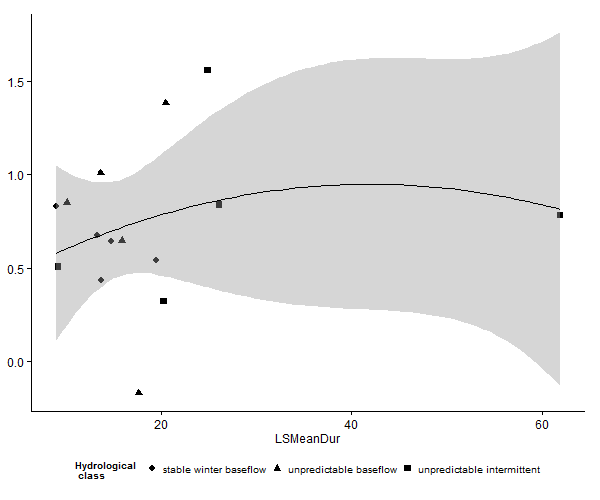 1.5
1.0
0.5
0.0
20 40 60
LSMeanDur
Hydrological class
stable winter baseflow unpredictable baseflow unpredictable intermittent